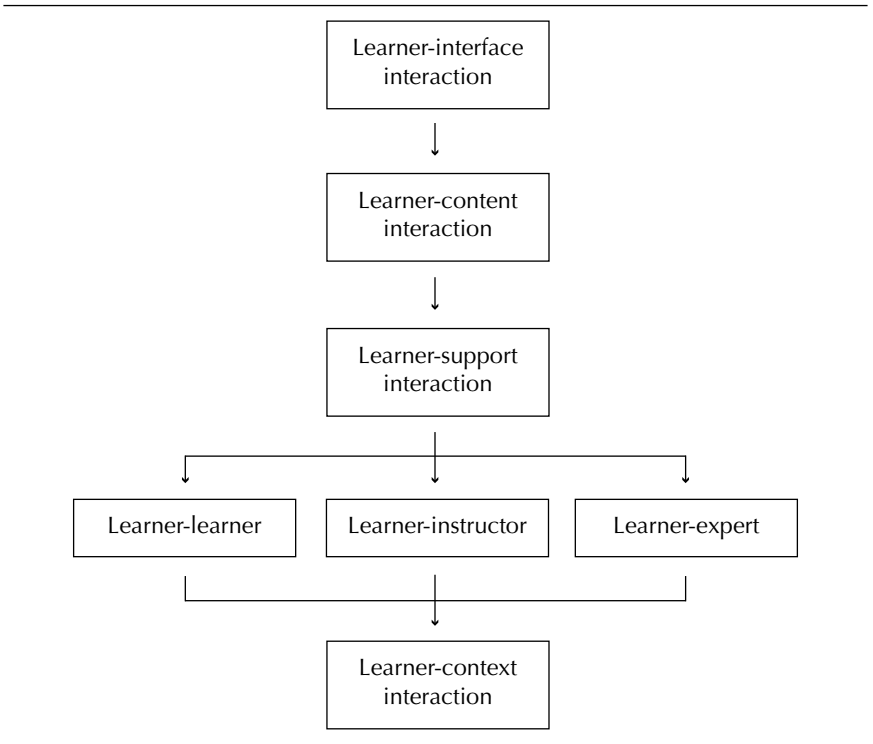 Learner-interface
interaction
Learner-content
interaction
Learner-support
interaction
Learner-learner
Learner-instructor
Learner-expert
Learner-context
interaction